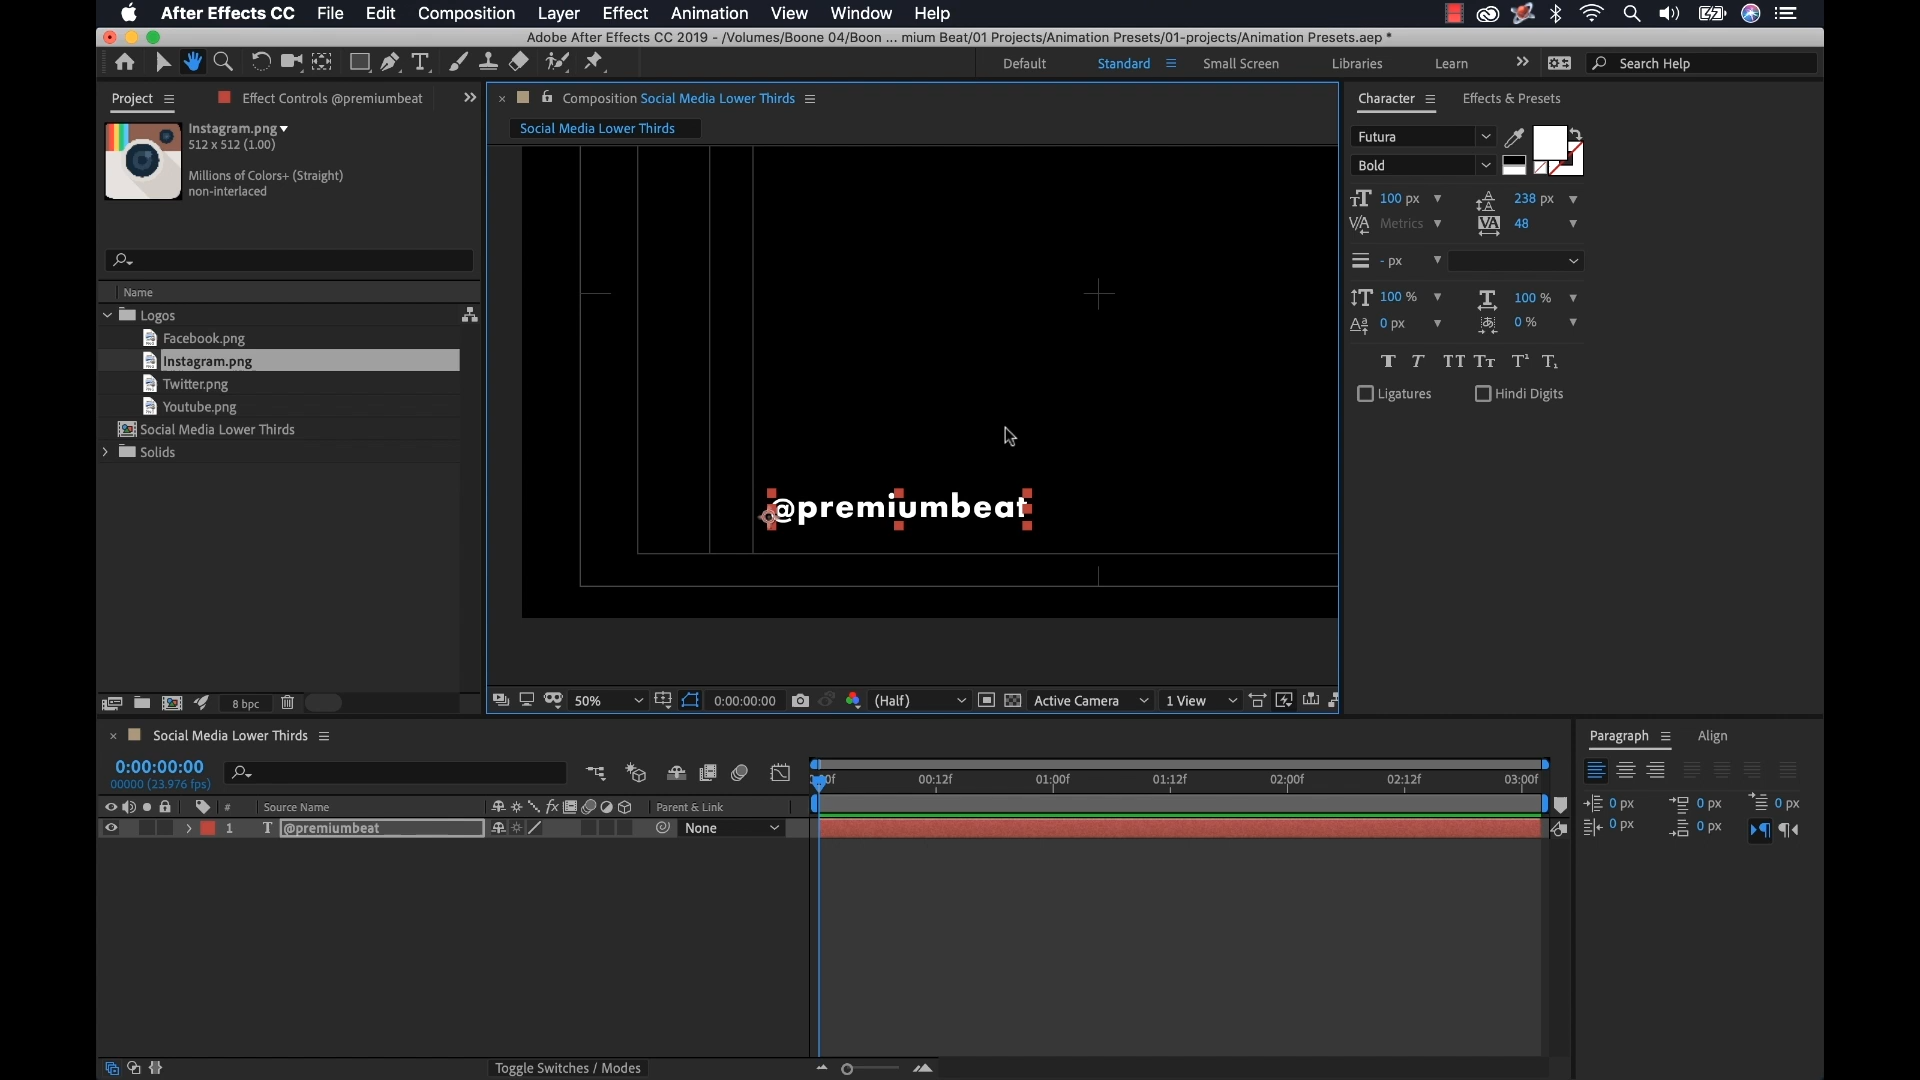 After Effects CC File Edit Composition Layer Effect Animation View Window Help
Adobe After Effects CC 2019 - /Volumes/Boone 04/Boon ... mium Beat/01 Projects/Animation Presets/01-projects/Animation Presets.aep *
Default Standard Small Screen Libraries Learn Search Help
Project Effect Controls @premiumbeat
Composition Social Media Lower Thirds
Character Effects & Presets
Instagram.png
512 x 512 (1.00)
Millions of Colors+ (Straight)
non-interlaced
Social Media Lower Thirds
Futura
Bold
100 px 238 px
Metrics 48
- px
100 % 100 %
0 px 0 %
Ligatures Hindi Digits
Name
Logos
Facebook.png
Instagram.png
Twitter.png
Youtube.png
Social Media Lower Thirds
Solids
@premiumbeat
8 bpc
50% 0:00:00:00 (Half) Active Camera 1 View
Social Media Lower Thirds
0:00:00:00
00000 (23.976 fps)
00:12f 01:00f 01:12f 02:00f 02:12f 03:00f
# Source Name Parent & Link
1 T @premiumbeat None
Paragraph Align
0 px 0 px 0 px
0 px 0 px
Toggle Switches / Modes